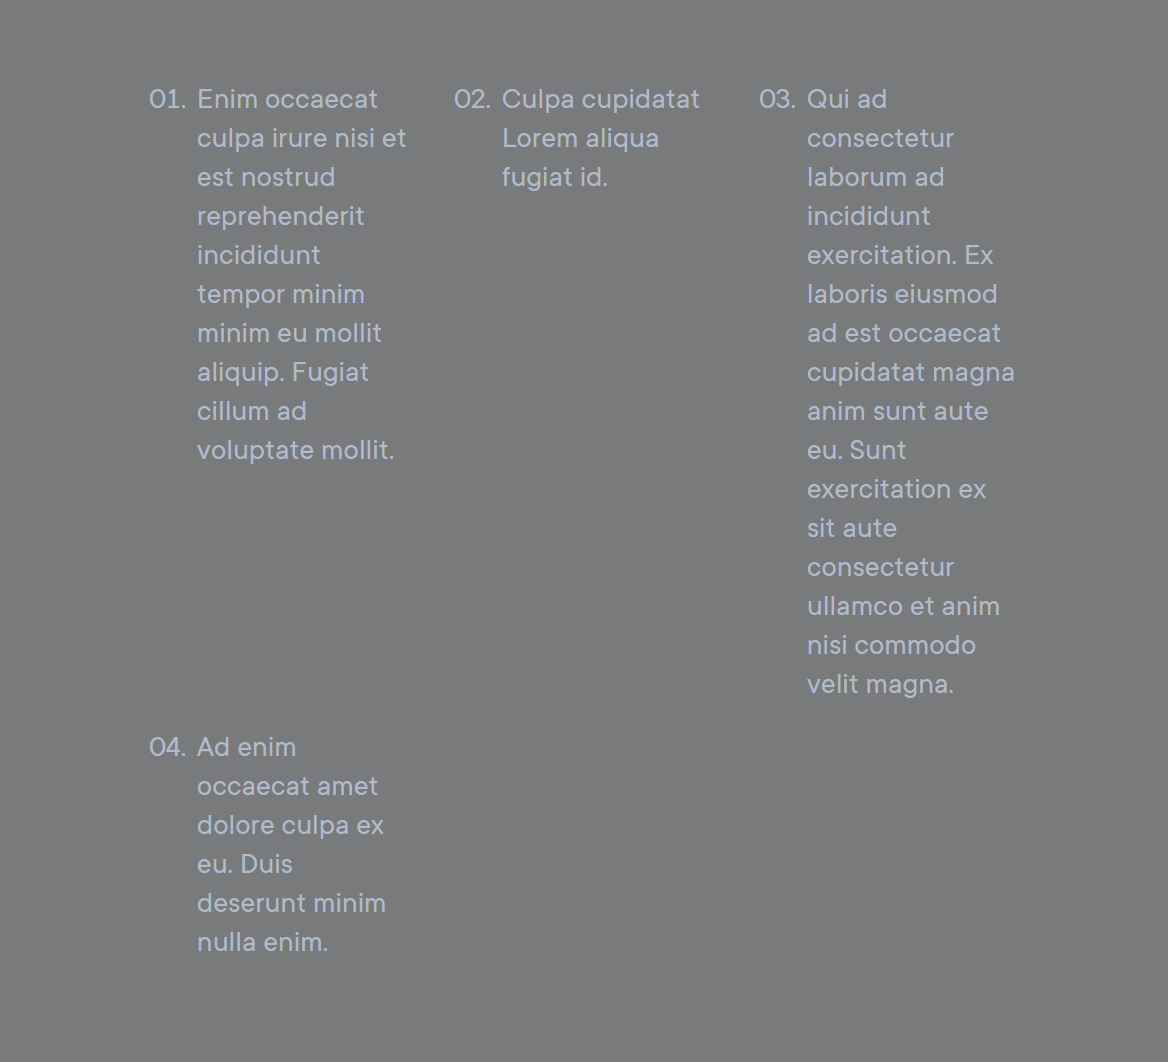 01. Enim occaecat
culpa irure nisi et
est nostrud
reprehenderit
incididunt
tempor minim
minim eu mollit
aliquip. Fugiat
cillum ad
voluptate mollit.
02. Culpa cupidatat
Lorem aliqua
fugiat id.
03. Qui ad
consectetur
laborum ad
incididunt
exercitation. Ex
laboris eiusmod
ad est occaecat
cupidatat magna
anim sunt aute
eu. Sunt
exercitation ex
sit aute
consectetur
ullamco et anim
nisi commodo
velit magna.
04. Ad enim
occaecat amet
dolore culpa ex
eu. Duis
deserunt minim
nulla enim.